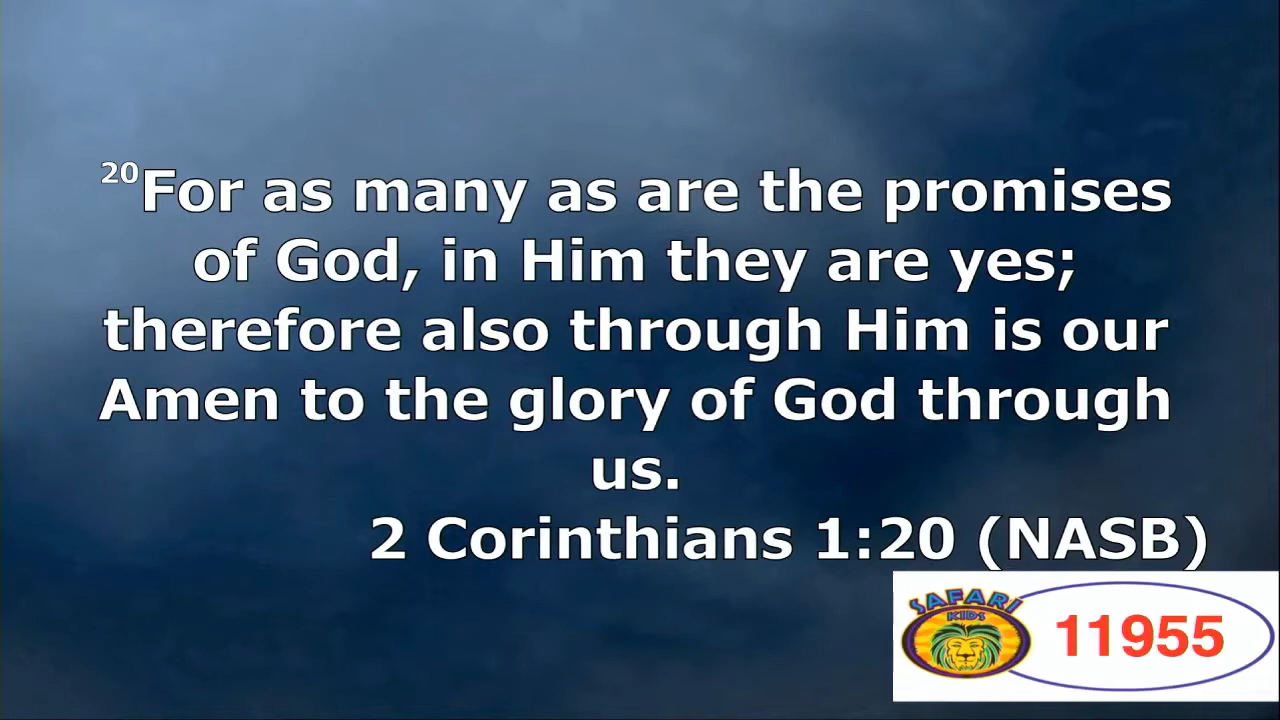 20For as many as are the promises
of God, in Him they are yes;
therefore also through Him is our
Amen to the glory of God through
us.
2 Corinthians 1:20 (NASB)
SAFARI
KIDS
11955